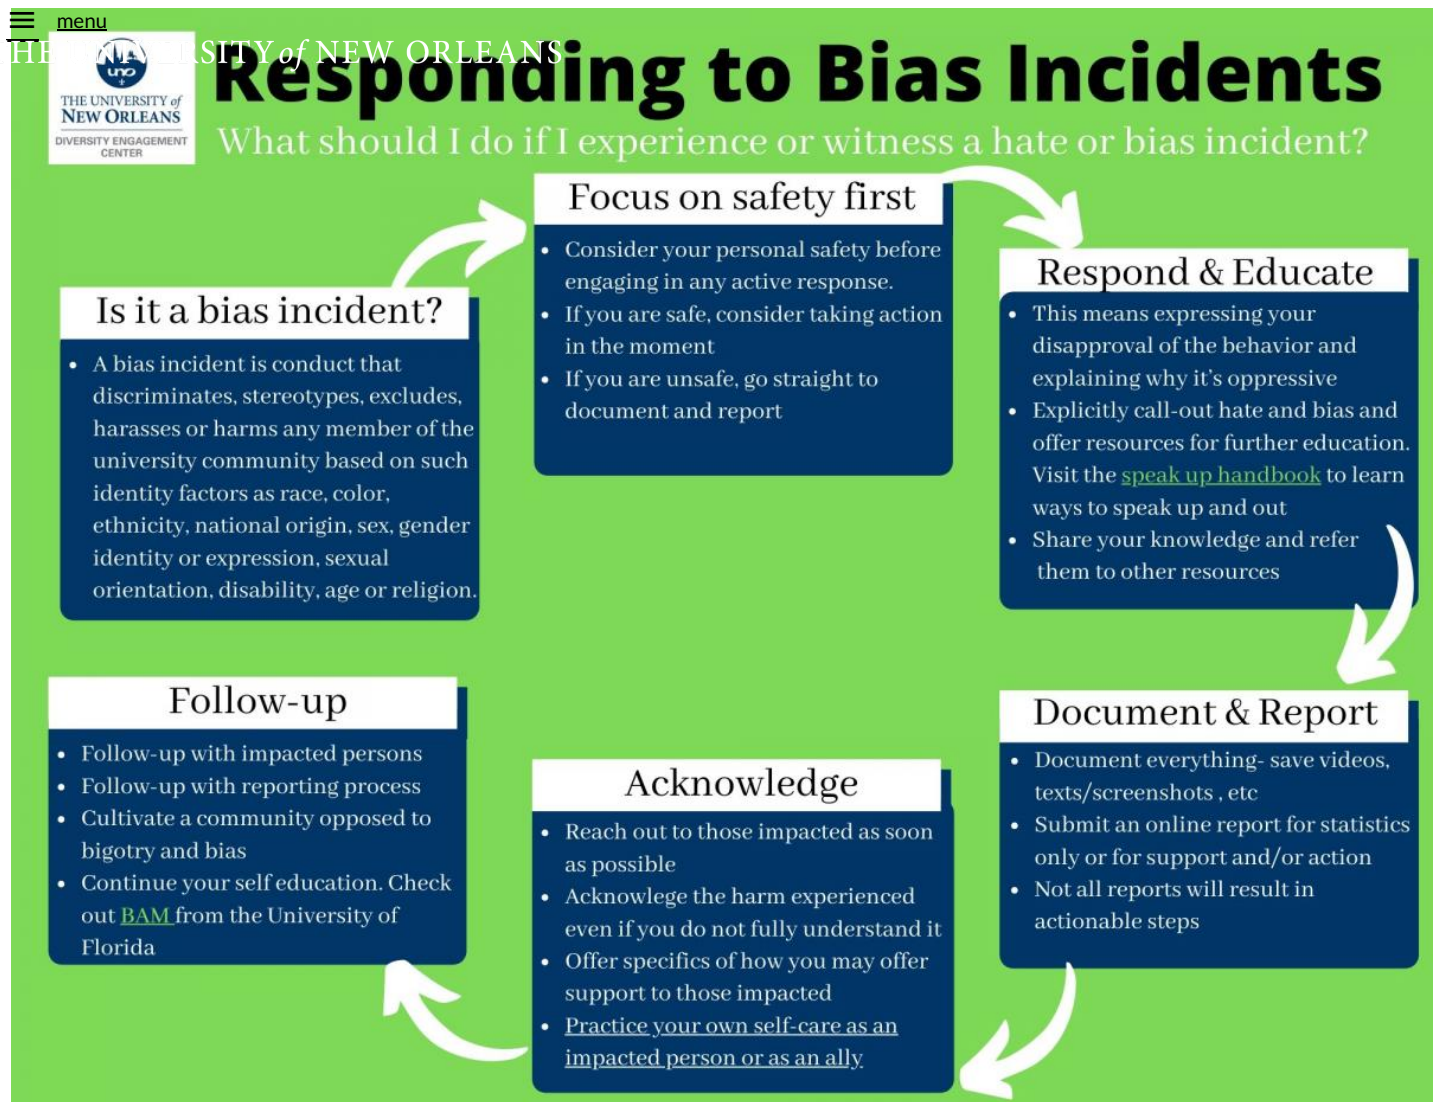 menu
THE UNIVERSITY of NEW ORLEANS
uno
THE UNIVERSITY of
NEW ORLEANS
DIVERSITY ENGAGEMENT
CENTER
Responding to Bias Incidents
What should I do if I experience or witness a hate or bias incident?
Is it a bias incident?
• A bias incident is conduct that
discriminates, stereotypes, excludes,
harasses or harms any member of the
university community based on such
identity factors as race, color,
ethnicity, national origin, sex, gender
identity or expression, sexual
orientation, disability, age or religion.
Focus on safety first
• Consider your personal safety before
engaging in any active response.
• If you are safe, consider taking action
in the moment
• If you are unsafe, go straight to
document and report
Respond & Educate
• This means expressing your
disapproval of the behavior and
explaining why it's oppressive
• Explicitly call-out hate and bias and
offer resources for further education.
Visit the speak up handbook to learn
ways to speak up and out
• Share your knowledge and refer
them to other resources
Document & Report
• Document everything- save videos,
texts/screenshots , etc
• Submit an online report for statistics
only or for support and/or action
• Not all reports will result in
actionable steps
Acknowledge
• Reach out to those impacted as soon
as possible
• Acknowlege the harm experienced
even if you do not fully understand it
• Offer specifics of how you may offer
support to those impacted
• Practice your own self-care as an
impacted person or as an ally
Follow-up
• Follow-up with impacted persons
• Follow-up with reporting process
• Cultivate a community opposed to
bigotry and bias
• Continue your self education. Check
out BAM from the University of
Florida